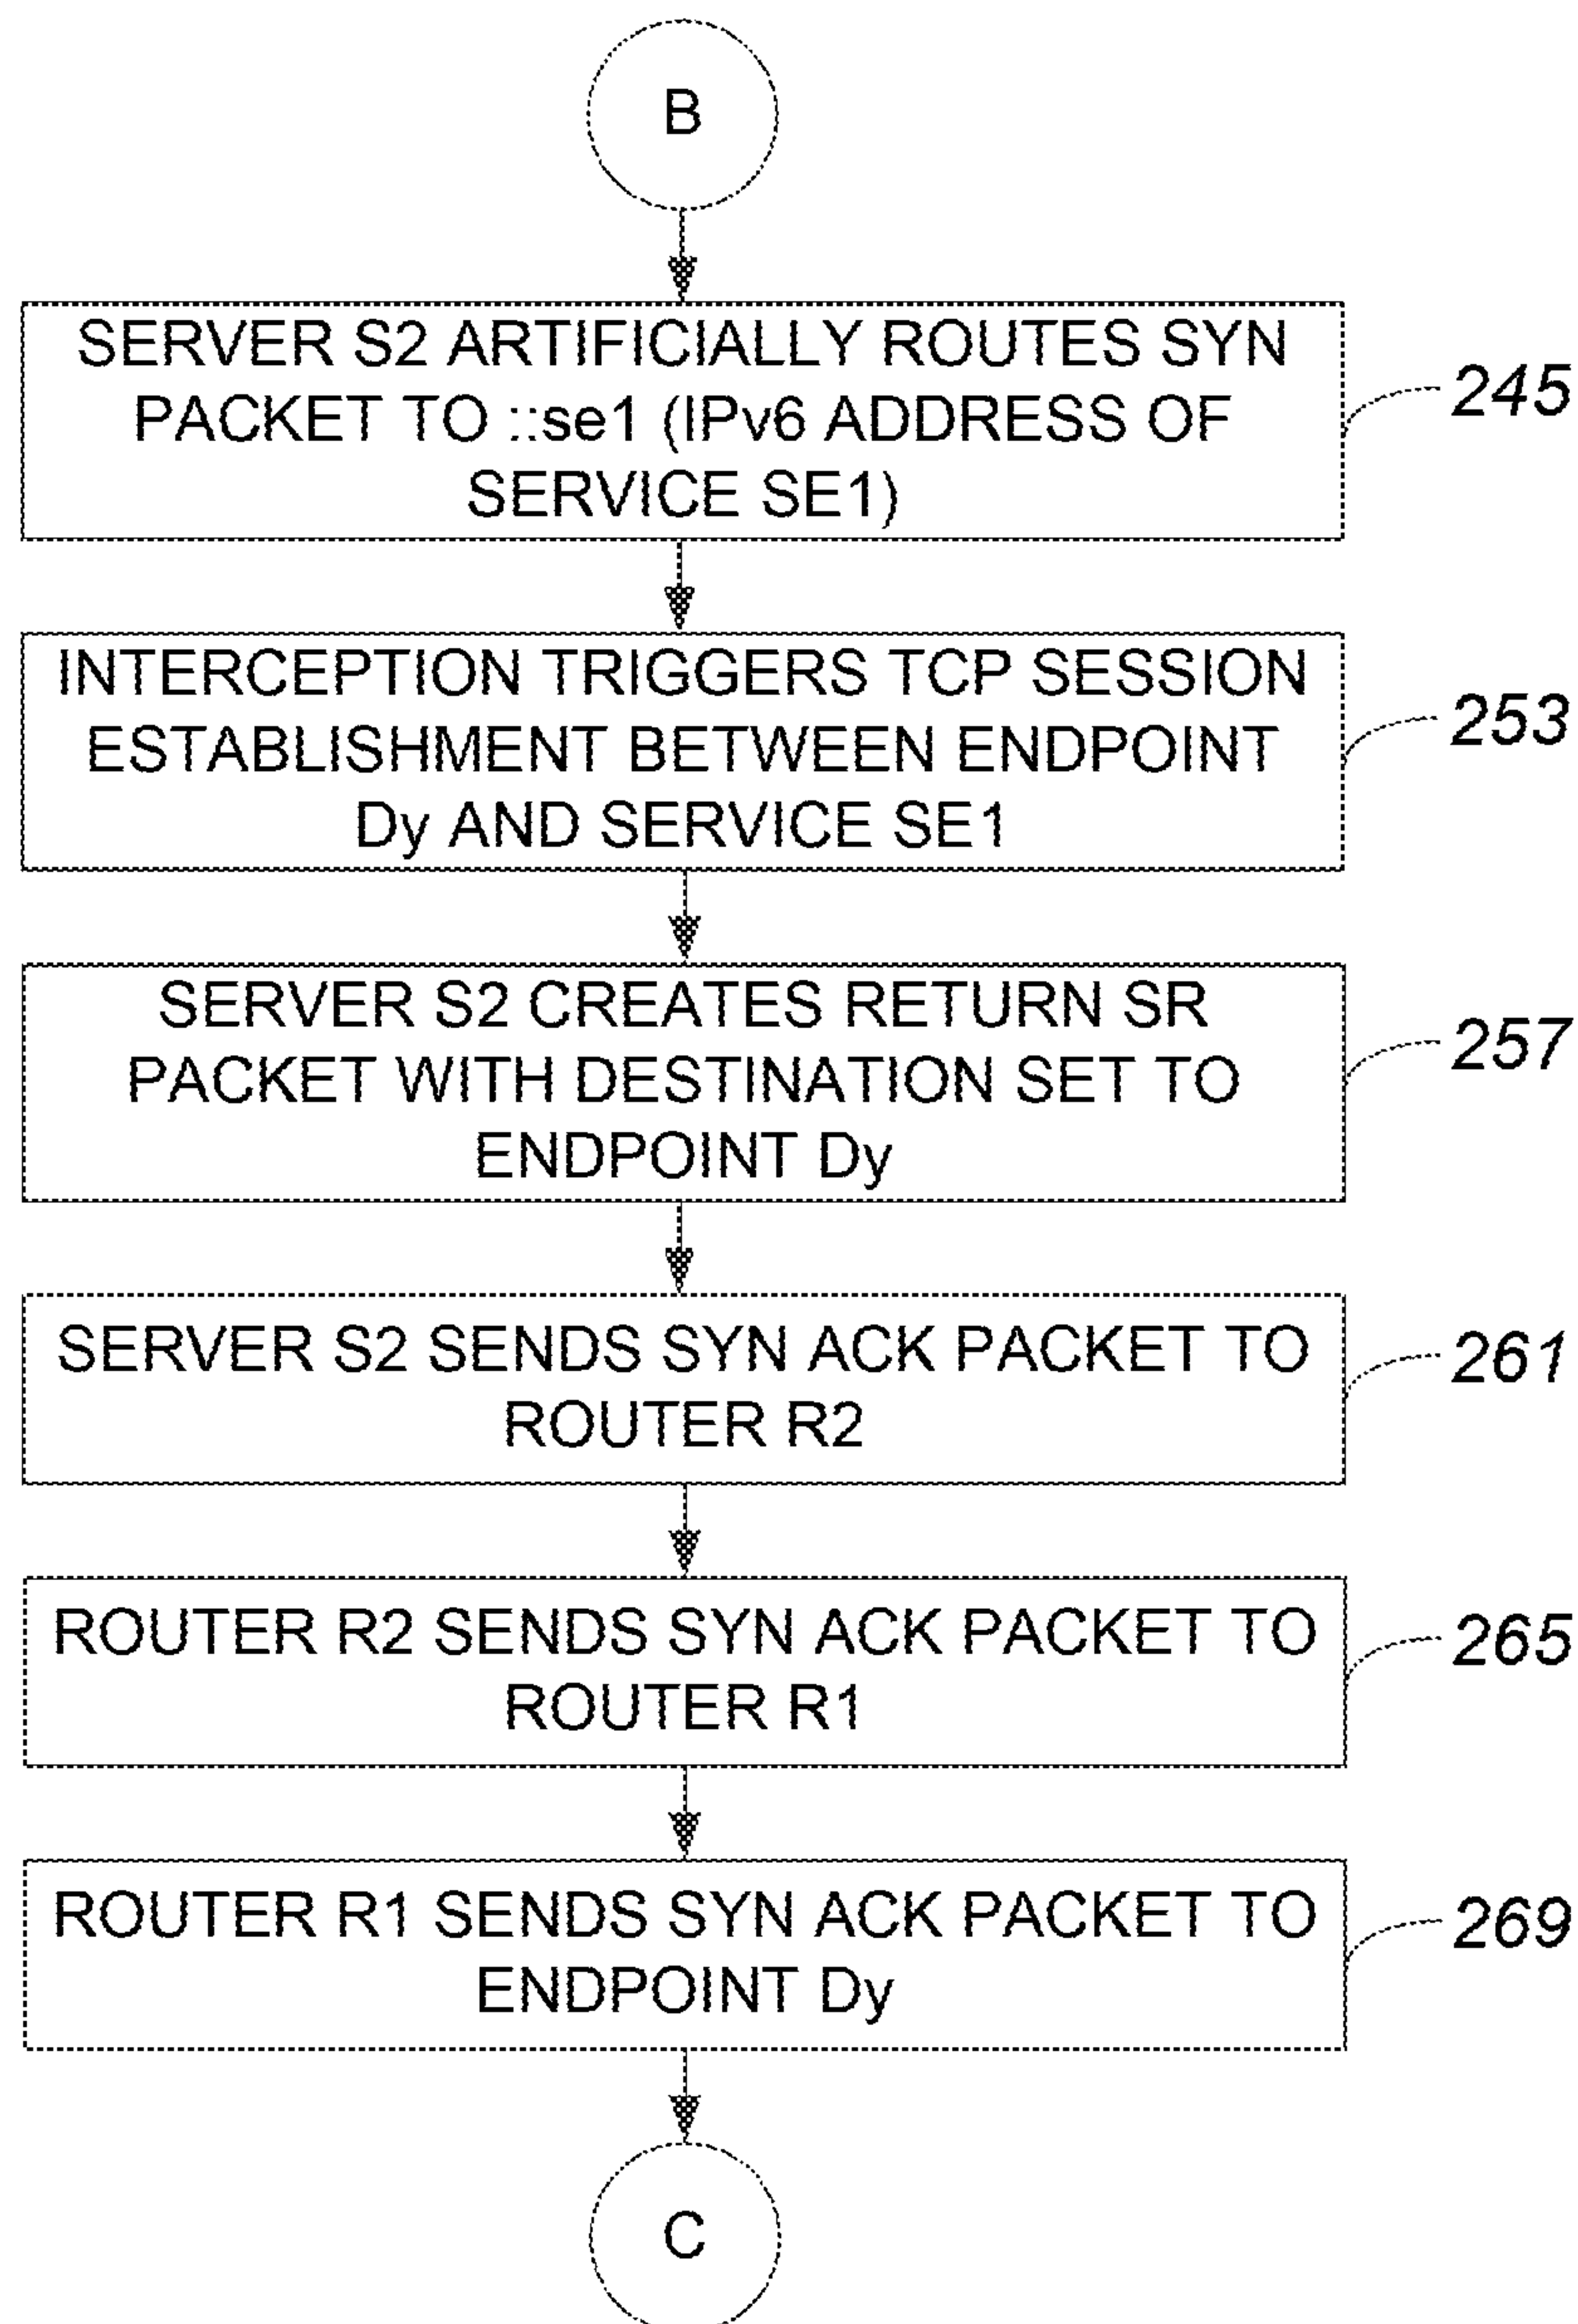 B
SERVER S2 ARTIFICIALLY ROUTES SYN
PACKET TO ::se1 (IPv6 ADDRESS OF
SERVICE SE1)
245
INTERCEPTION TRIGGERS TCP SESSION
ESTABLISHMENT BETWEEN ENDPOINT
Dy AND SERVICE SE1
253
SERVER S2 CREATES RETURN SR
PACKET WITH DESTINATION SET TO
ENDPOINT Dy
257
SERVER S2 SENDS SYN ACK PACKET TO
ROUTER R2
261
ROUTER R2 SENDS SYN ACK PACKET TO
ROUTER R1
265
ROUTER R1 SENDS SYN ACK PACKET TO
ENDPOINT Dy
269
C